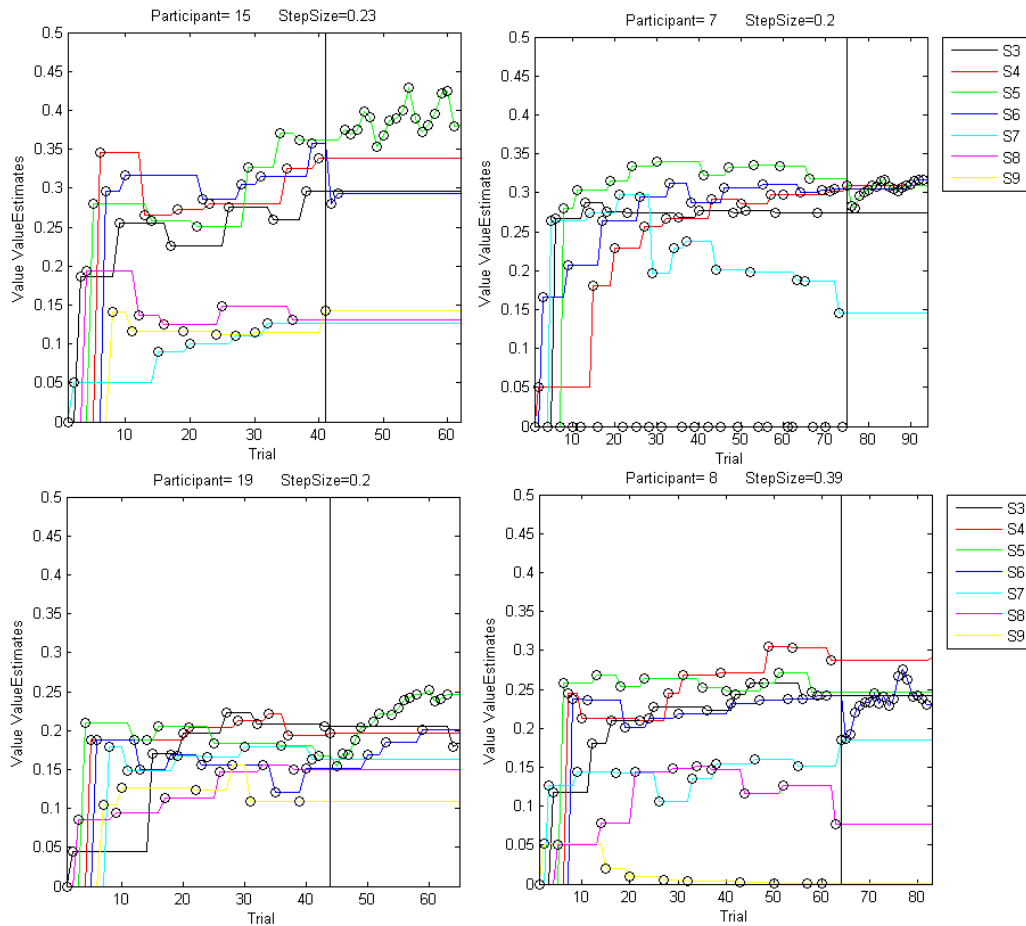 Participant= 15 StepSize=0.23
0.5
0.45
0.4
0.35
0.3
0.25
0.2
0.15
0.1
0.05
0
Value ValueEstimates
10 20 30 40 50 60
Trial
Participant= 7 StepSize=0.2
0.5
0.45
0.4
0.35
0.3
0.25
0.2
0.15
0.1
0.05
0
Value ValueEstimates
10 20 30 40 50 60 70 80 90
Trial
S3
S4
S5
S6
S7
S8
S9
Participant= 19 StepSize=0.2
0.5
0.45
0.4
0.35
0.3
0.25
0.2
0.15
0.1
0.05
0
Value ValueEstimates
10 20 30 40 50 60
Trial
Participant= 8 StepSize=0.39
0.5
0.45
0.4
0.35
0.3
0.25
0.2
0.15
0.1
0.05
0
Value ValueEstimates
10 20 30 40 50 60 70 80
Trial
S3
S4
S5
S6
S7
S8
S9